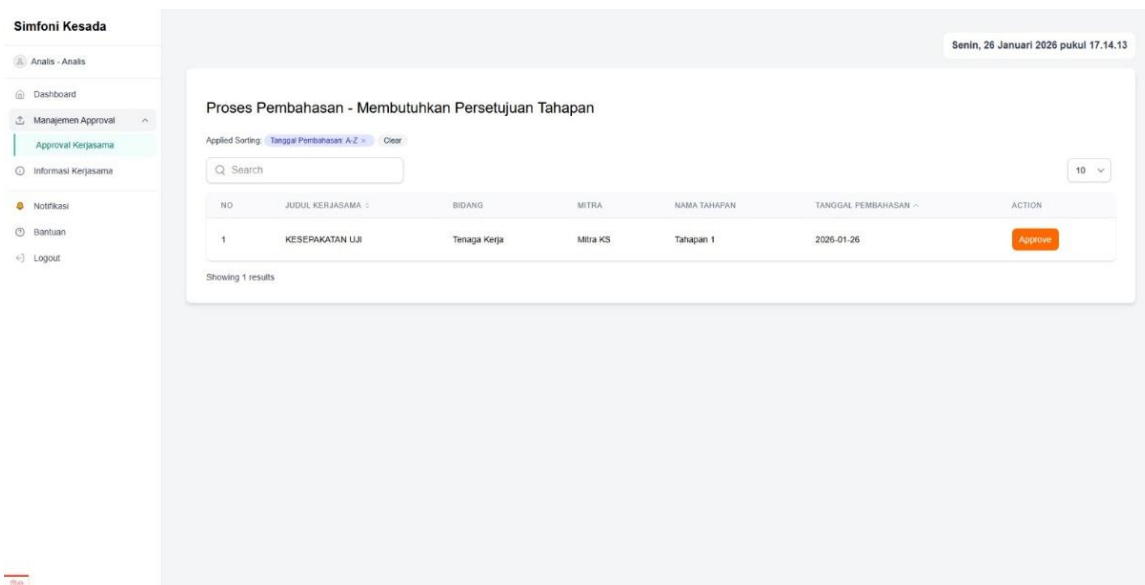 Simfoni Kesada
Senin, 26 Januari 2026 pukul 17.14.13
Analis - Analis
Dashboard
Manajemen Approval
Approval Kerjasama
Informasi Kerjasama
Notifikasi
Bantuan
Logout
Proses Pembahasan - Membutuhkan Persetujuan Tahapan
Applied Sorting: Tanggal Pembahasan: A-Z × Clear
Search
10
NO JUDUL KERJASAMA BIDANG MITRA NAMA TAHAPAN TANGGAL PEMBAHASAN ACTION
1 KESEPAKATAN UJI Tenaga Kerja Mitra KS Tahapan 1 2026-01-26 Approve
Showing 1 results